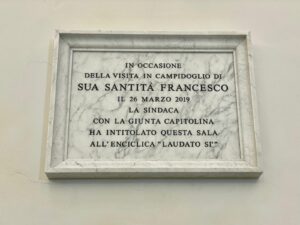 IN OCCASIONE
DELLA VISITA IN CAMPIDOGLIO DI
SUA SANTITÀ FRANCESCO
IL 26 MARZO 2019
LA SINDACA
CON LA GIUNTA CAPITOLINA
HA INTITOLATO QUESTA SALA
ALL'ENCICLICA "LAUDATO SI'"